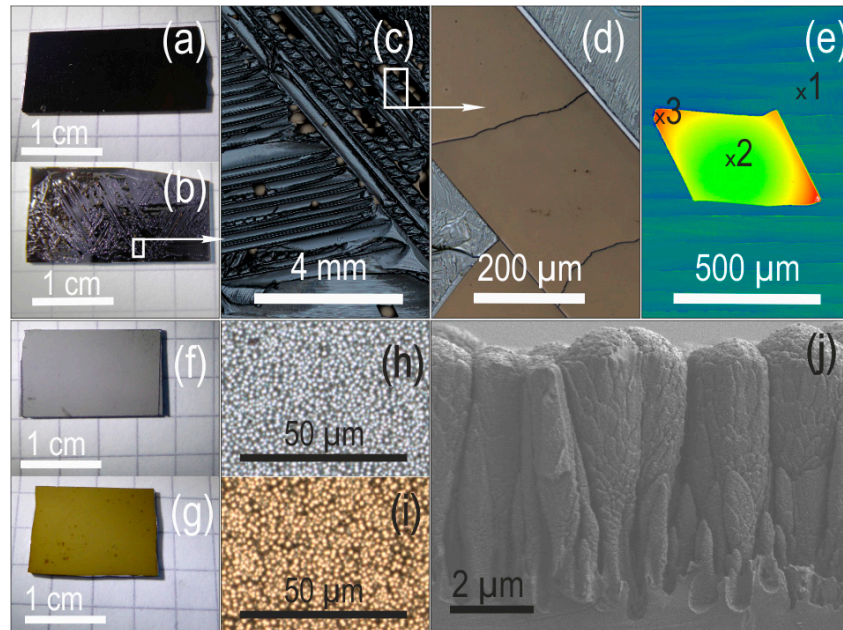 (a)
1 cm
(b)
1 cm
(c)
4 mm
(d)
200 µm
(e)
x1
x3
x2
500 µm
(f)
1 cm
(g)
1 cm
(h)
50 µm
(i)
50 µm
(j)
2 µm